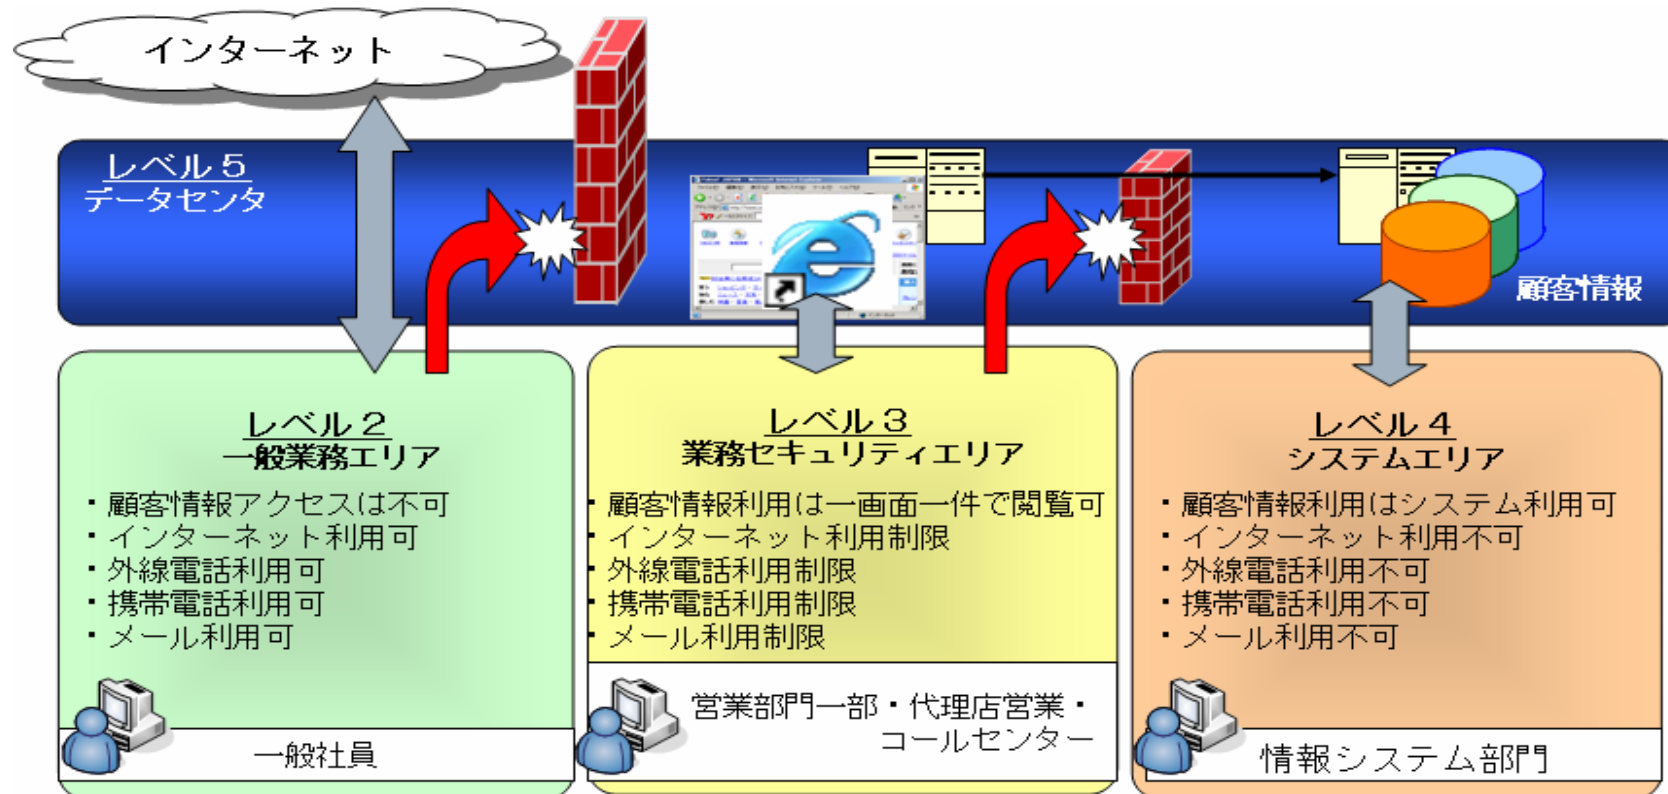 インターネット
レベル5
データセンタ
顧客情報
レベル2
一般業務エリア
・顧客情報アクセスは不可
・インターネット利用可
・外線電話利用可
・携帯電話利用可
・メール利用可
一般社員
レベル3
業務セキュリティエリア
・顧客情報利用は一画面一件で閲覧可
・インターネット利用制限
・外線電話利用制限
・携帯電話利用制限
・メール利用制限
営業部門一部・代理店営業・
コールセンター
レベル4
システムエリア
・顧客情報利用はシステム利用可
・インターネット利用不可
・外線電話利用不可
・携帯電話利用不可
・メール利用不可
情報システム部門